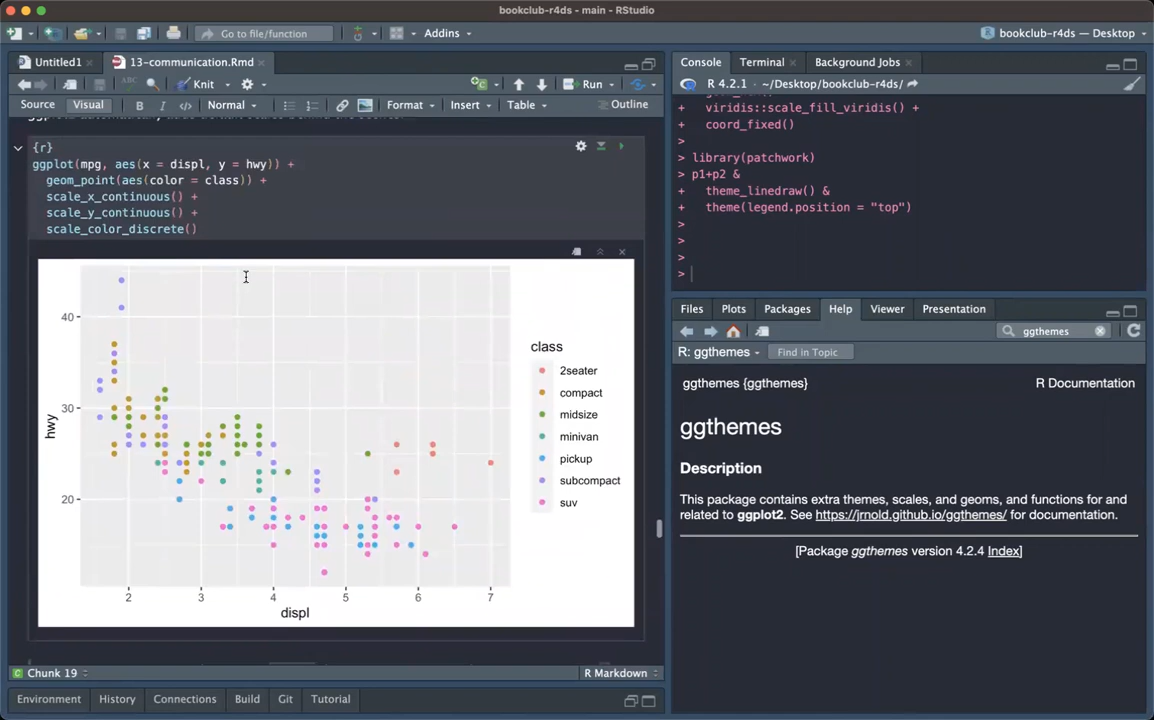 bookclub-r4ds - main - RStudio
Go to file/function
Addins
bookclub-r4ds - Desktop
Untitled1
13-communication.Rmd
ABC
Knit
Run
Source
Visual
B
I
Normal
Format
Insert
Table
Outline
{r}
ggplot(mpg, aes(x = displ, y = hwy)) +
geom_point(aes(color = class)) +
scale_x_continuous() +
scale_y_continuous() +
scale_color_discrete()
hwy
40
30
20
2
3
4
5
6
7
displ
class
2seater
compact
midsize
minivan
pickup
subcompact
suv
Chunk 19
R Markdown
Environment
History
Connections
Build
Git
Tutorial
Console
Terminal
Background Jobs
R 4.2.1 · ~/Desktop/bookclub-r4ds/
+ viridis::scale_fill_viridis() +
+ coord_fixed()
>
> library(patchwork)
> p1+p2 &
+ theme_linedraw() &
+ theme(legend.position = "top")
>
>
>
>
Files
Plots
Packages
Help
Viewer
Presentation
ggthemes
R: ggthemes
Find in Topic
ggthemes {ggthemes}
R Documentation
ggthemes
Description
This package contains extra themes, scales, and geoms, and functions for and
related to ggplot2. See https://jrnold.github.io/ggthemes/ for documentation.
[Package ggthemes version 4.2.4 Index]